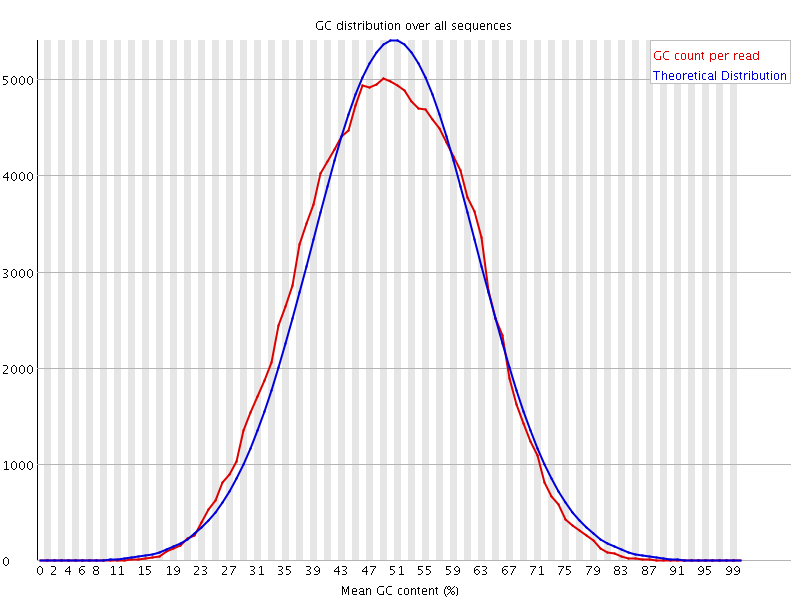 GC distribution over all sequences
GC count per read
Theoretical Distribution
5000
4000
3000
2000
1000
0
0 2 4 6 8 11 15 19 23 27 31 35 39 43 47 51 55 59 63 67 71 75 79 83 87 91 95 99
Mean GC content (%)